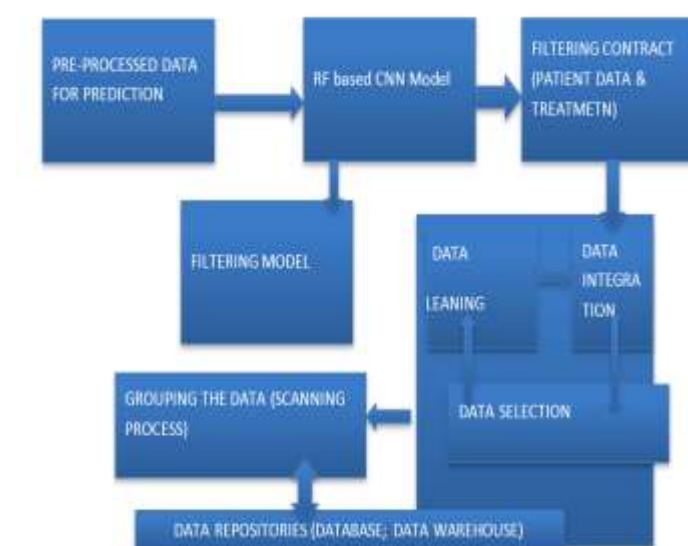 PRE-PROCESSED DATA
FOR PREDICTION
RF based CNN Model
FILTERING CONTRACT
(PATIENT DATA &
TREATMETN)
FILTERING MODEL
DATA
LEANING
DATA
INTEGRA
TION
GROUPING THE DATA (SCANNING
PROCESS)
DATA SELECTION
DATA REPOSITORIES (DATABASE; DATA WAREHOUSE)